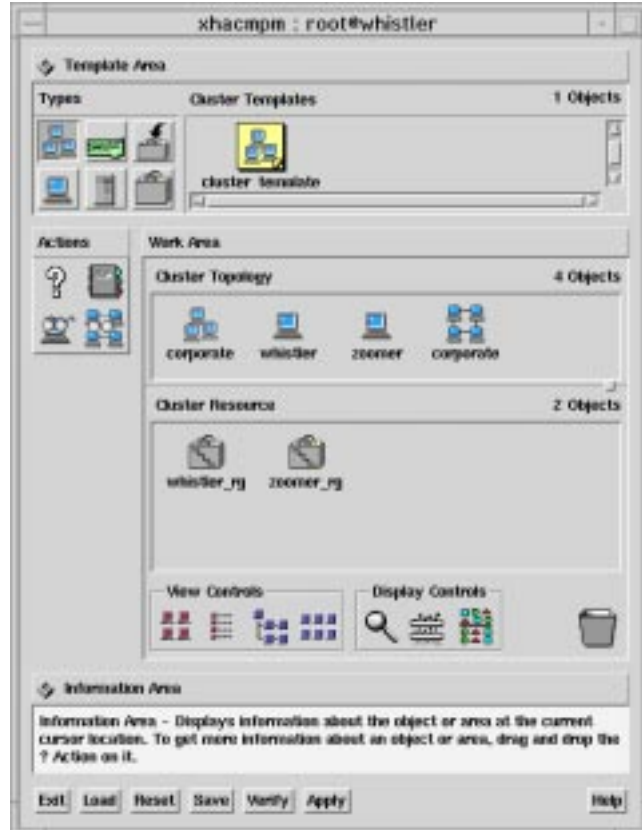 xhacmpm : root@whistler
Template Area
Types
Cluster Templates
1 Objects
cluster_template
Actions
Work Area
Cluster Topology
4 Objects
corporate
whistler
zoomer
corporate
Cluster Resource
2 Objects
whistler_rg
zoomer_rg
View Controls
Display Controls
Information Area
Information Area - Displays information about the object or area at the current
cursor location. To get more information about an object or area, drag and drop the
? Action on it.
Exit Load Reset Save Verify Apply Help